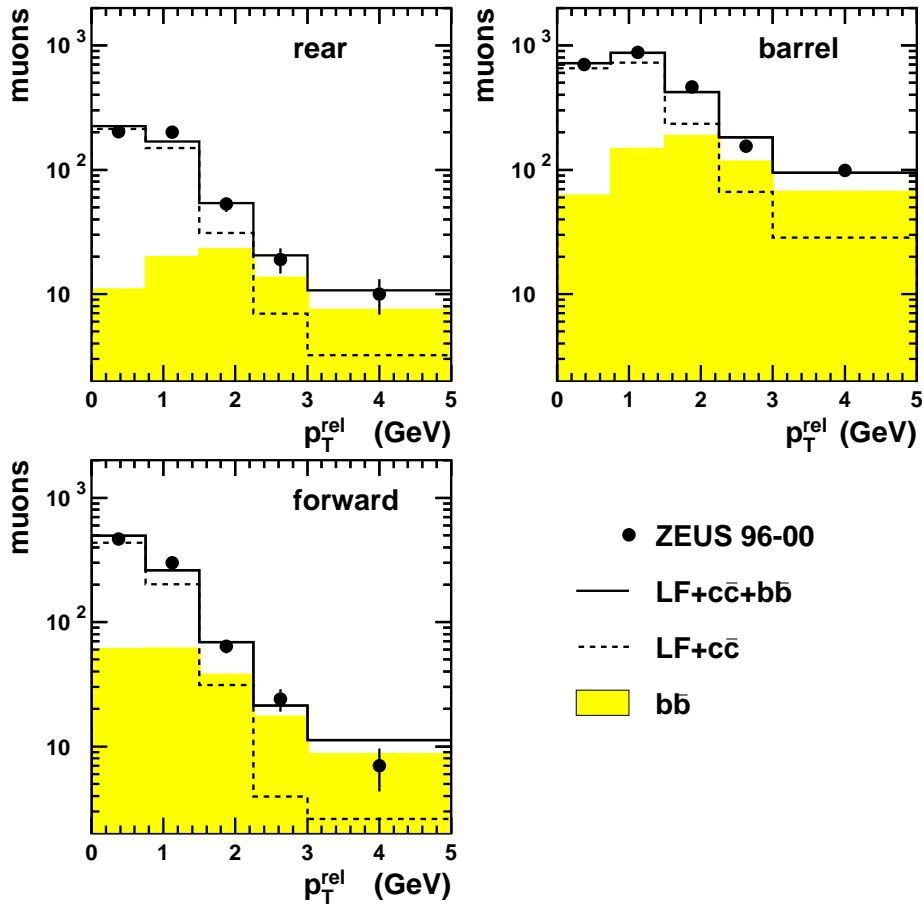 muons
10³
10²
10
rear
0 1 2 3 4 5
p_T^rel (GeV)
muons
10³
10²
10
barrel
0 1 2 3 4 5
p_T^rel (GeV)
muons
10³
10²
10
forward
0 1 2 3 4 5
p_T^rel (GeV)
ZEUS 96-00
LF+cc̄+bb̄
LF+cc̄
bb̄